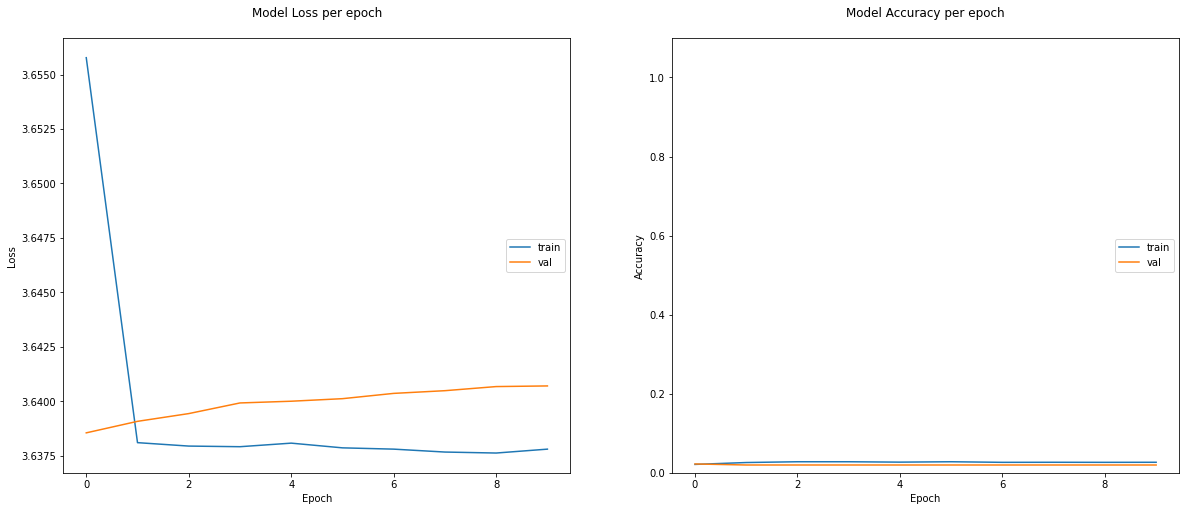 Model Loss per epoch
3.6550
3.6525
3.6500
3.6475
3.6450
3.6425
3.6400
3.6375
Loss
0 2 4 6 8
Epoch
train
val
Model Accuracy per epoch
1.0
0.8
0.6
0.4
0.2
0.0
Accuracy
0 2 4 6 8
Epoch
train
val